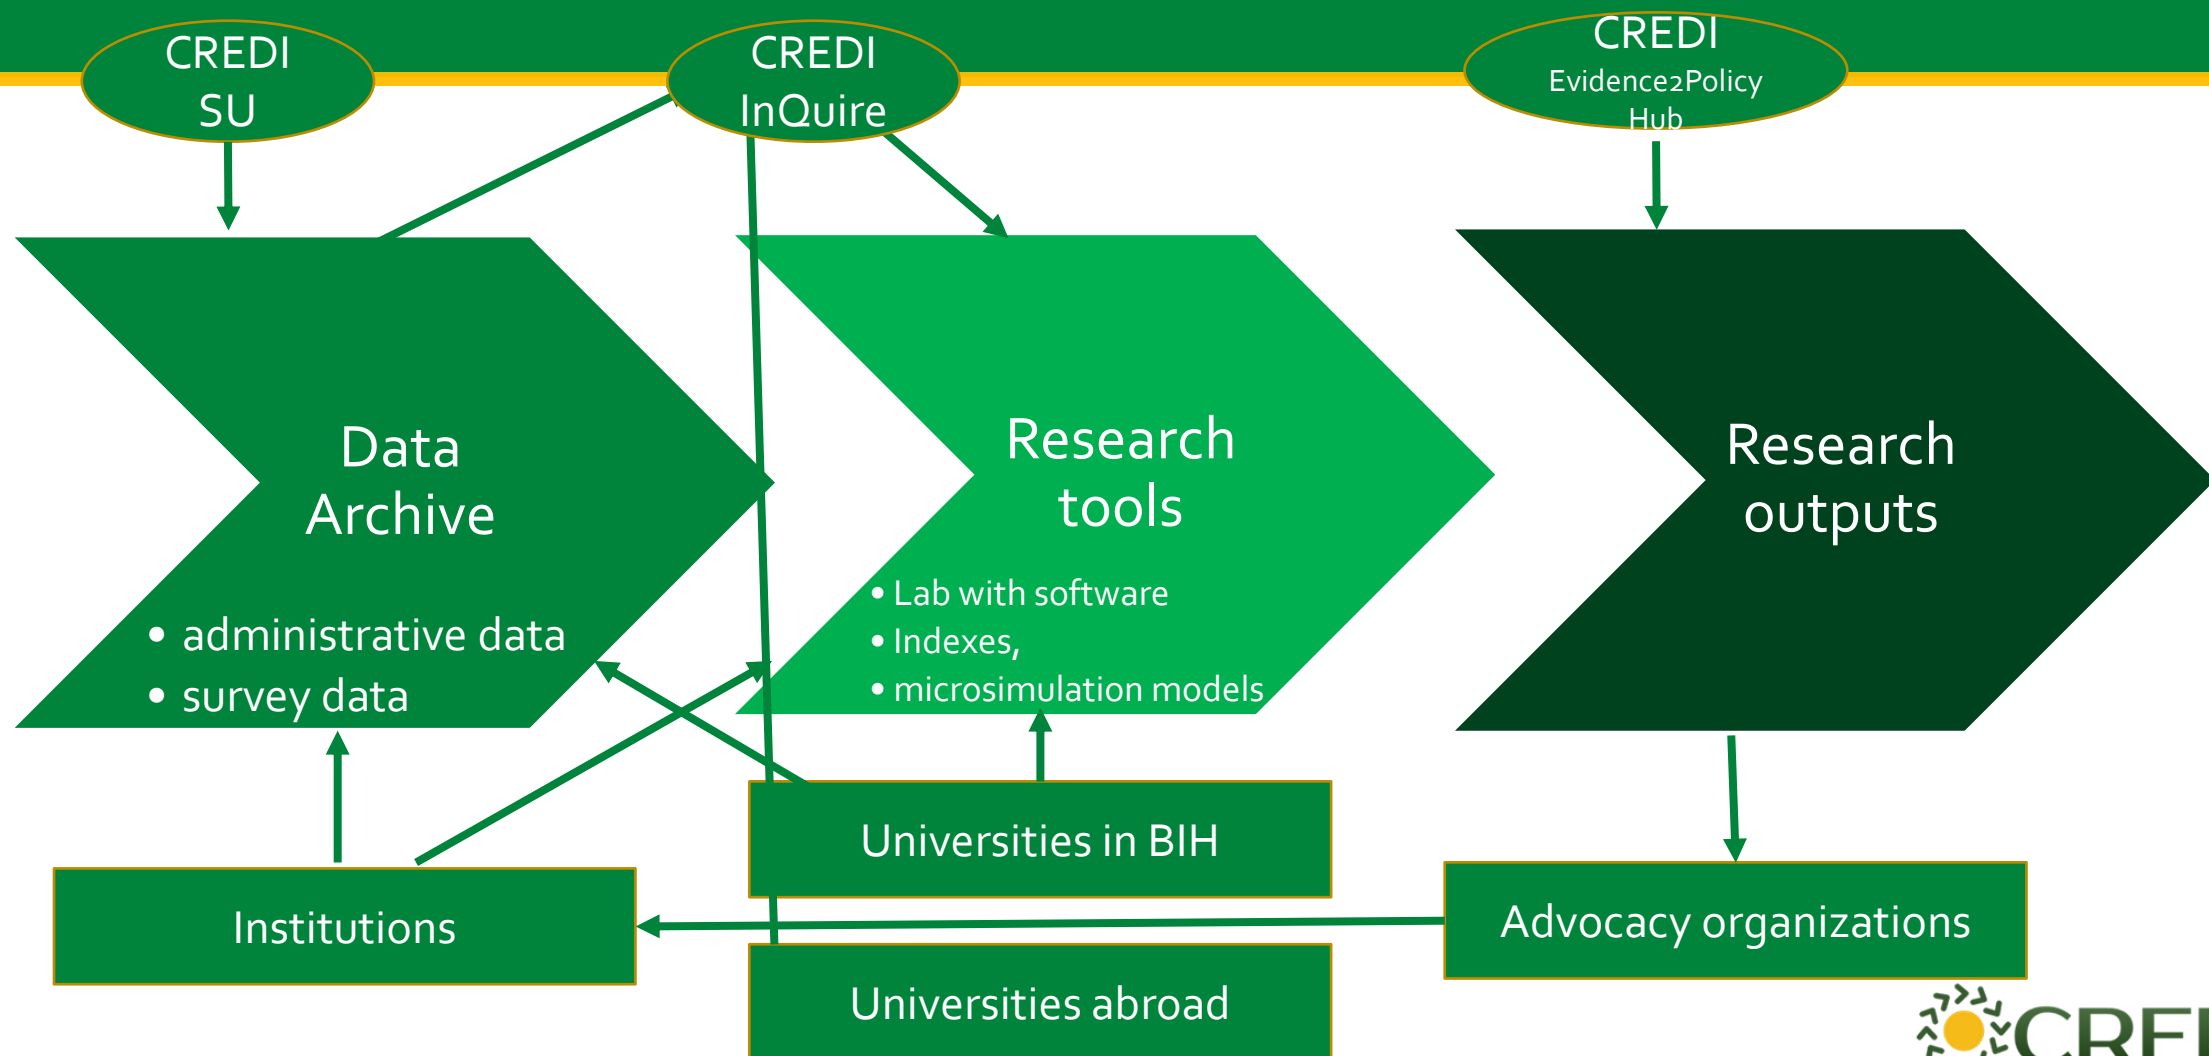 CREDI
SU
CREDI
InQuire
CREDI
Evidence2Policy
Hub
Data
Archive
• administrative data
• survey data
Research
tools
• Lab with software
• Indexes,
• microsimulation models
Research
outputs
Universities in BIH
Institutions
Advocacy organizations
Universities abroad